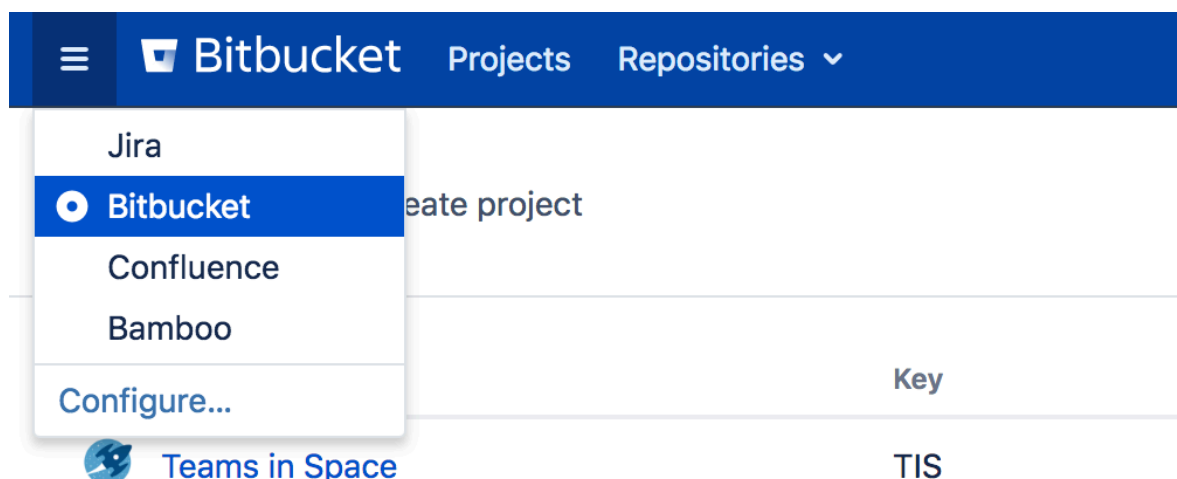 Bitbucket Projects Repositories
Jira
Bitbucket
eate project
Confluence
Bamboo
Key
Configure...
Teams in Space TIS